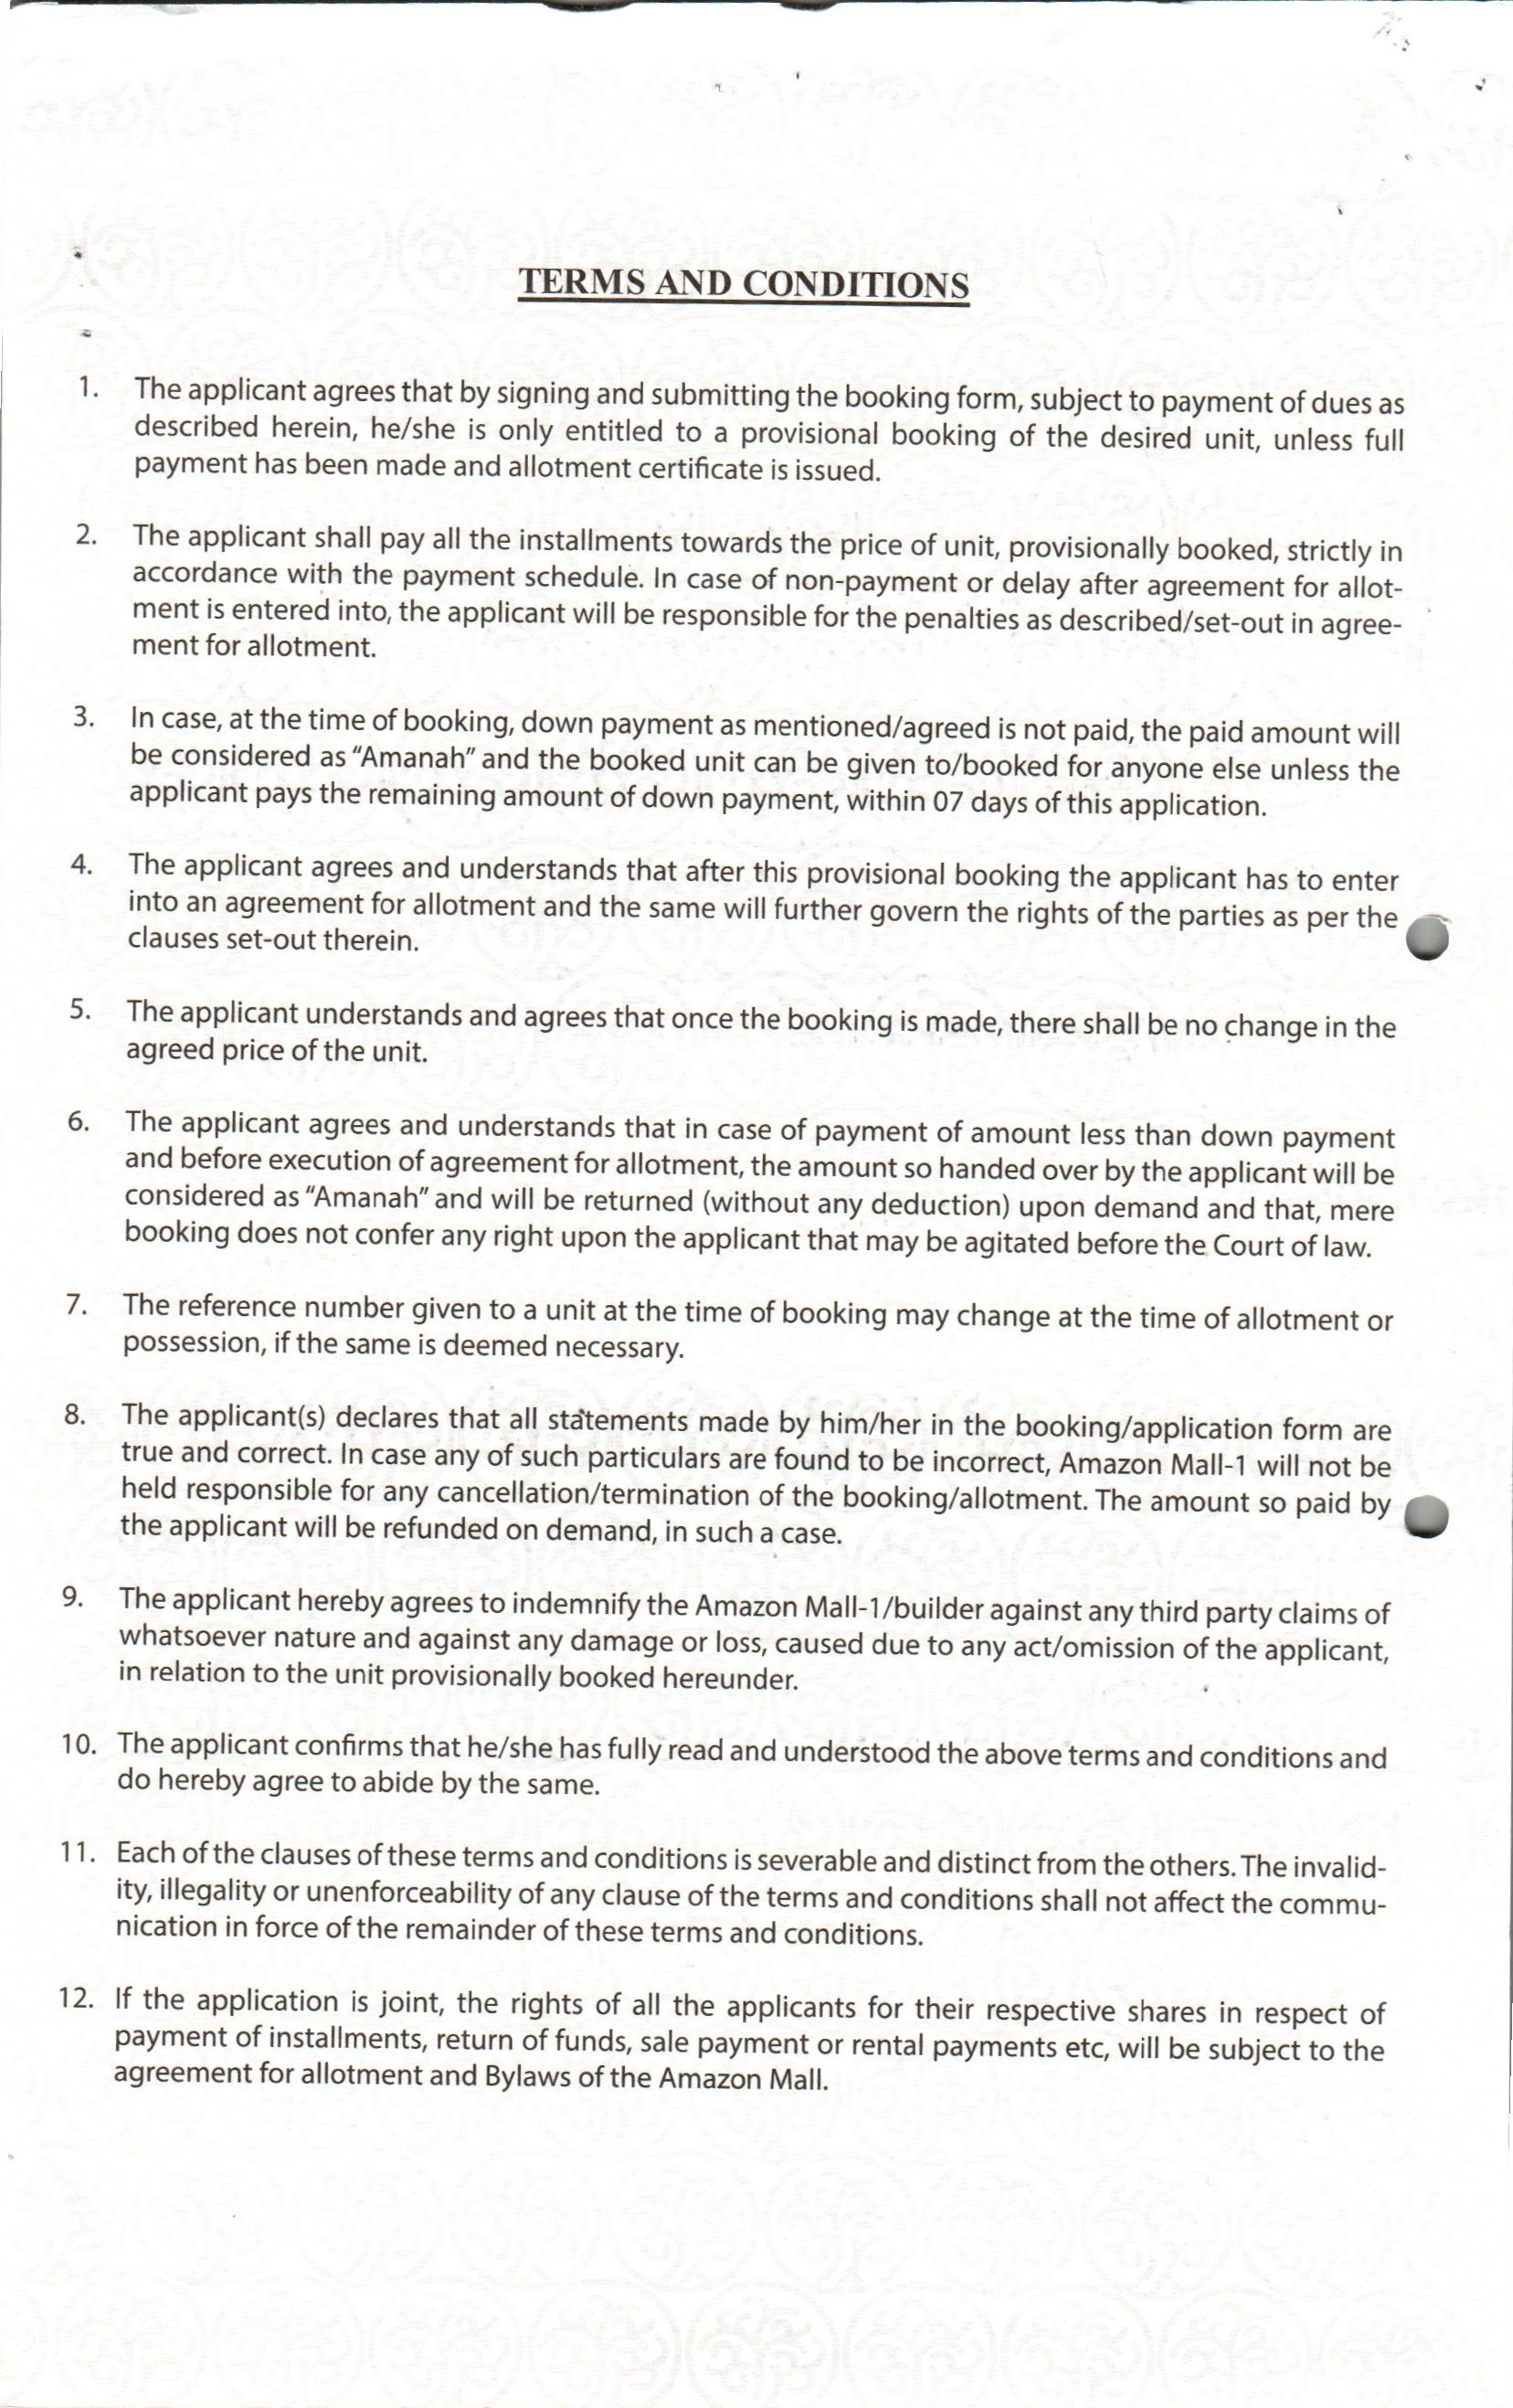 TERMS AND CONDITIONS
1. The applicant agrees that by signing and submitting the booking form, subject to payment of dues as
described herein, he/she is only entitled to a provisional booking of the desired unit, unless full
payment has been made and allotment certificate is issued.
2. The applicant shall pay all the installments towards the price of unit, provisionally booked, strictly in
accordance with the payment schedule. In case of non-payment or delay after agreement for allot-
ment is entered into, the applicant will be responsible for the penalties as described/set-out in agree-
ment for allotment.
3. In case, at the time of booking, down payment as mentioned/agreed is not paid, the paid amount will
be considered as “Amanah” and the booked unit can be given to/booked for anyone else unless the
applicant pays the remaining amount of down payment, within 07 days of this application.
4. The applicant agrees and understands that after this provisional booking the applicant has to enter
into an agreement for allotment and the same will further govern the rights of the parties as per the
clauses set-out therein.
5. The applicant understands and agrees that once the booking is made, there shall be no change in the
agreed price of the unit.
6. The applicant agrees and understands that in case of payment of amount less than down payment
and before execution of agreement for allotment, the amount so handed over by the applicant will be
considered as “Amanah” and will be returned (without any deduction) upon demand and that, mere
booking does not confer any right upon the applicant that may be agitated before the Court of law.
7. The reference number given to a unit at the time of booking may change at the time of allotment or
possession, if the same is deemed necessary.
8. The applicant(s) declares that all statements made by him/her in the booking/application form are
true and correct. In case any of such particulars are found to be incorrect, Amazon Mall-1 will not be
held responsible for any cancellation/termination of the booking/allotment. The amount so paid by
the applicant will be refunded on demand, in such a case.
9. The applicant hereby agrees to indemnify the Amazon Mall-1/builder against any third party claims of
whatsoever nature and against any damage or loss, caused due to any act/omission of the applicant,
in relation to the unit provisionally booked hereunder.
10. The applicant confirms that he/she has fully read and understood the above terms and conditions and
do hereby agree to abide by the same.
11. Each of the clauses of these terms and conditions is severable and distinct from the others. The invalid-
ity, illegality or unenforceability of any clause of the terms and conditions shall not affect the commu-
nication in force of the remainder of these terms and conditions.
12. If the application is joint, the rights of all the applicants for their respective shares in respect of
payment of installments, return of funds, sale payment or rental payments etc, will be subject to the
agreement for allotment and Bylaws of the Amazon Mall.